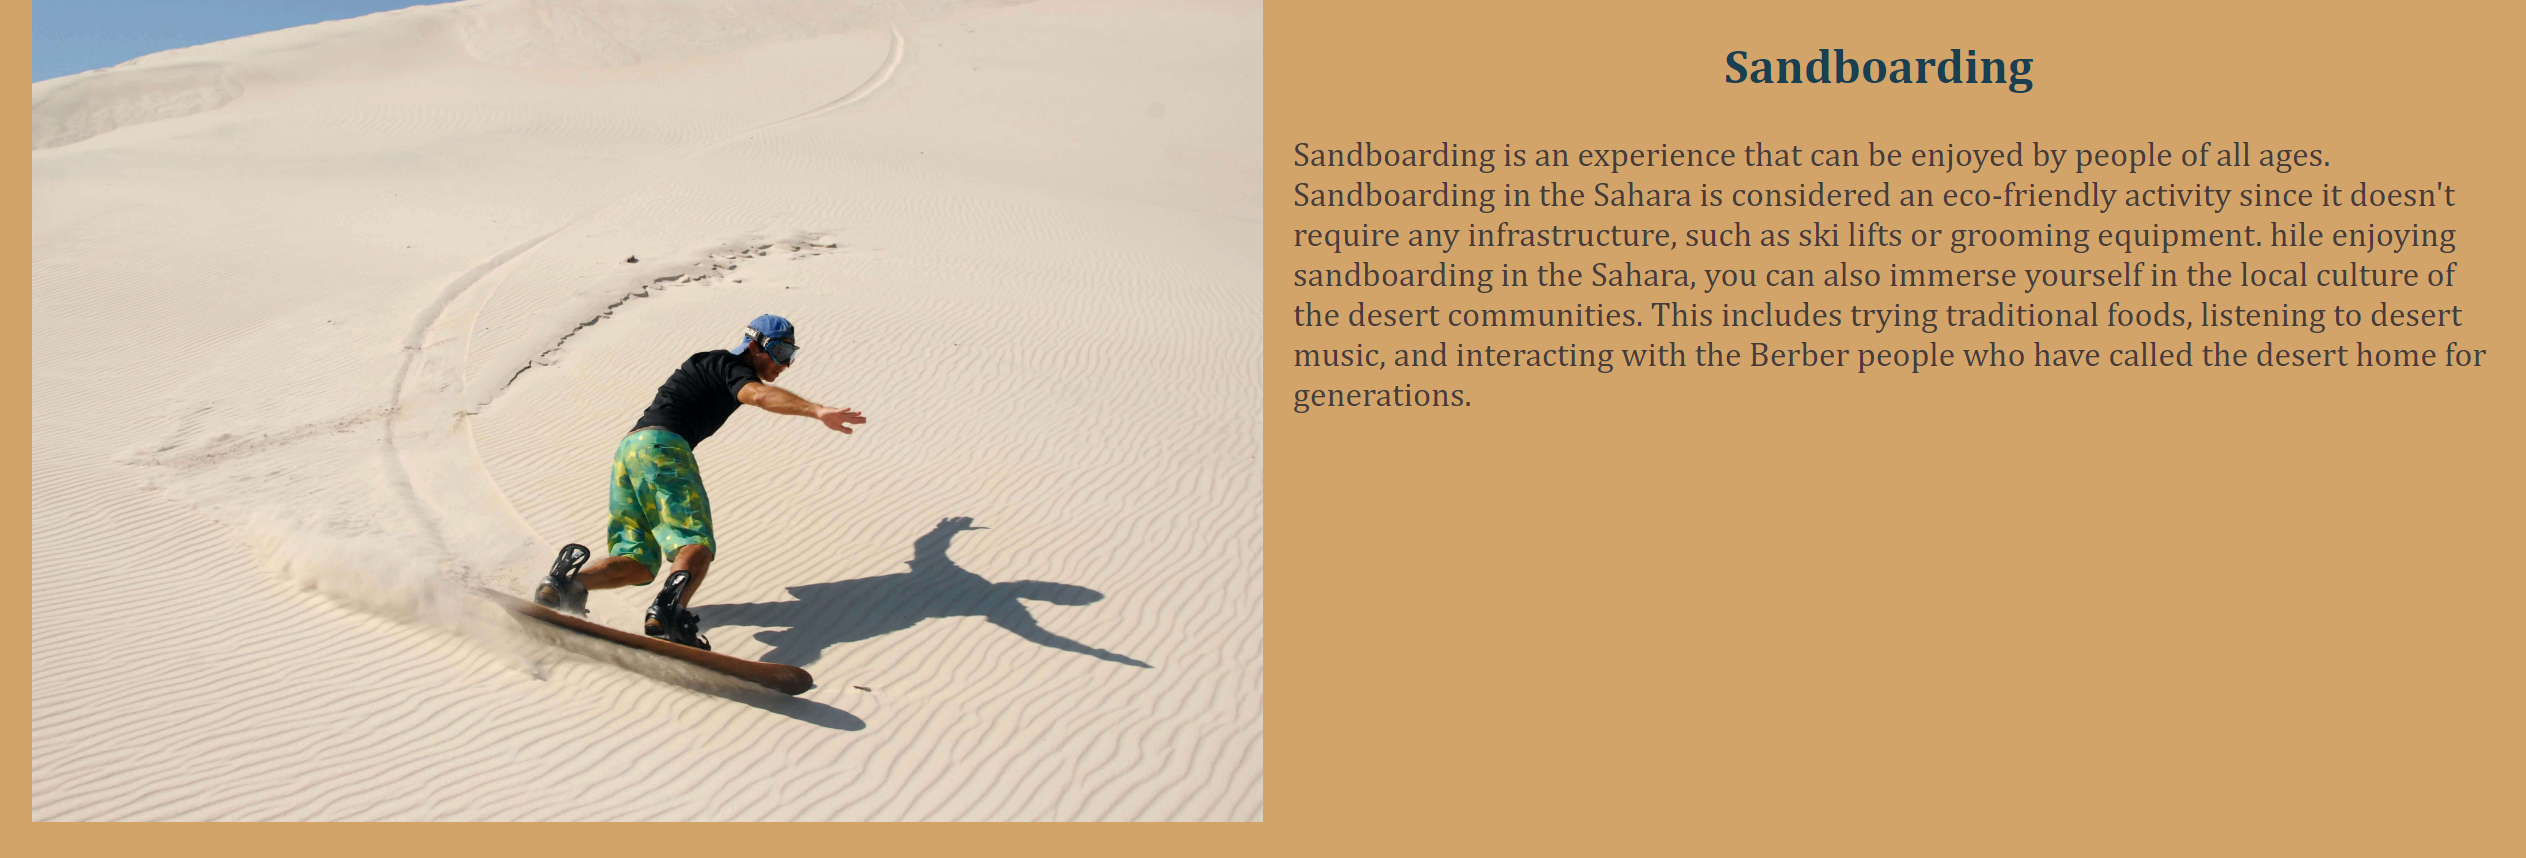 Sandboarding
Sandboarding is an experience that can be enjoyed by people of all ages.
Sandboarding in the Sahara is considered an eco-friendly activity since it doesn't
require any infrastructure, such as ski lifts or grooming equipment. hile enjoying
sandboarding in the Sahara, you can also immerse yourself in the local culture of
the desert communities. This includes trying traditional foods, listening to desert
music, and interacting with the Berber people who have called the desert home for
generations.